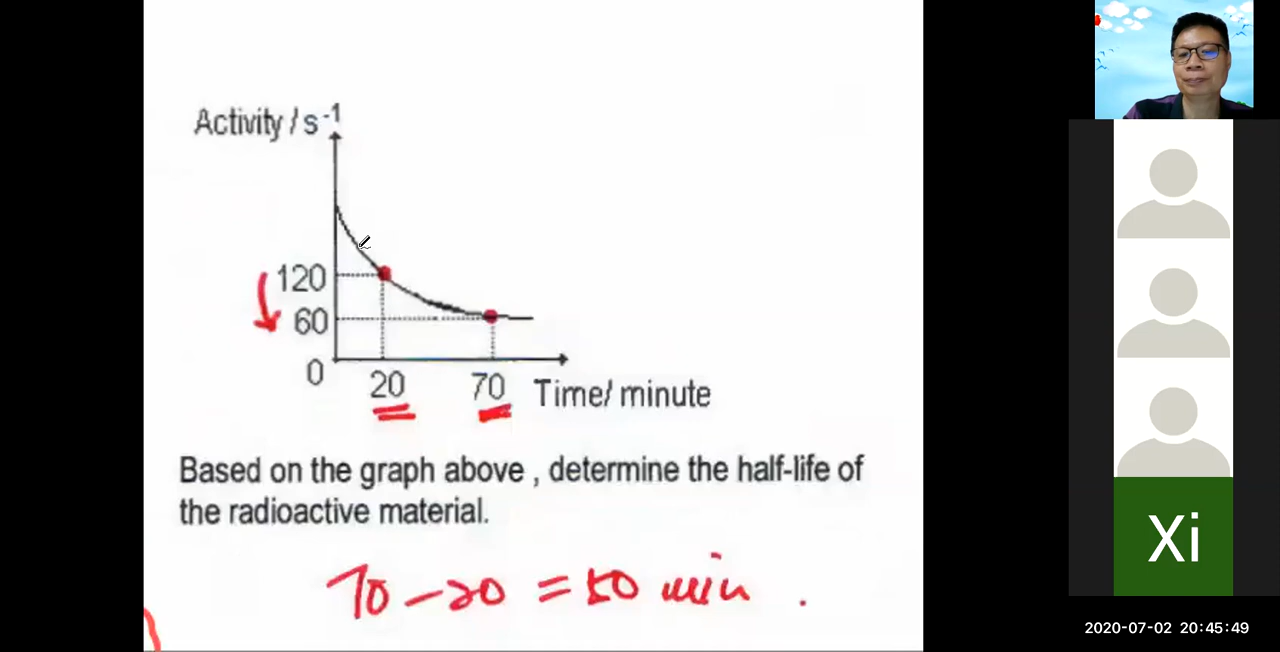 Activity / s⁻¹
120
60
0
20
70
Time/ minute
Based on the graph above , determine the half-life of
the radioactive material.
70 - 20 = 50 min .
Xi
2020-07-02 20:45:49